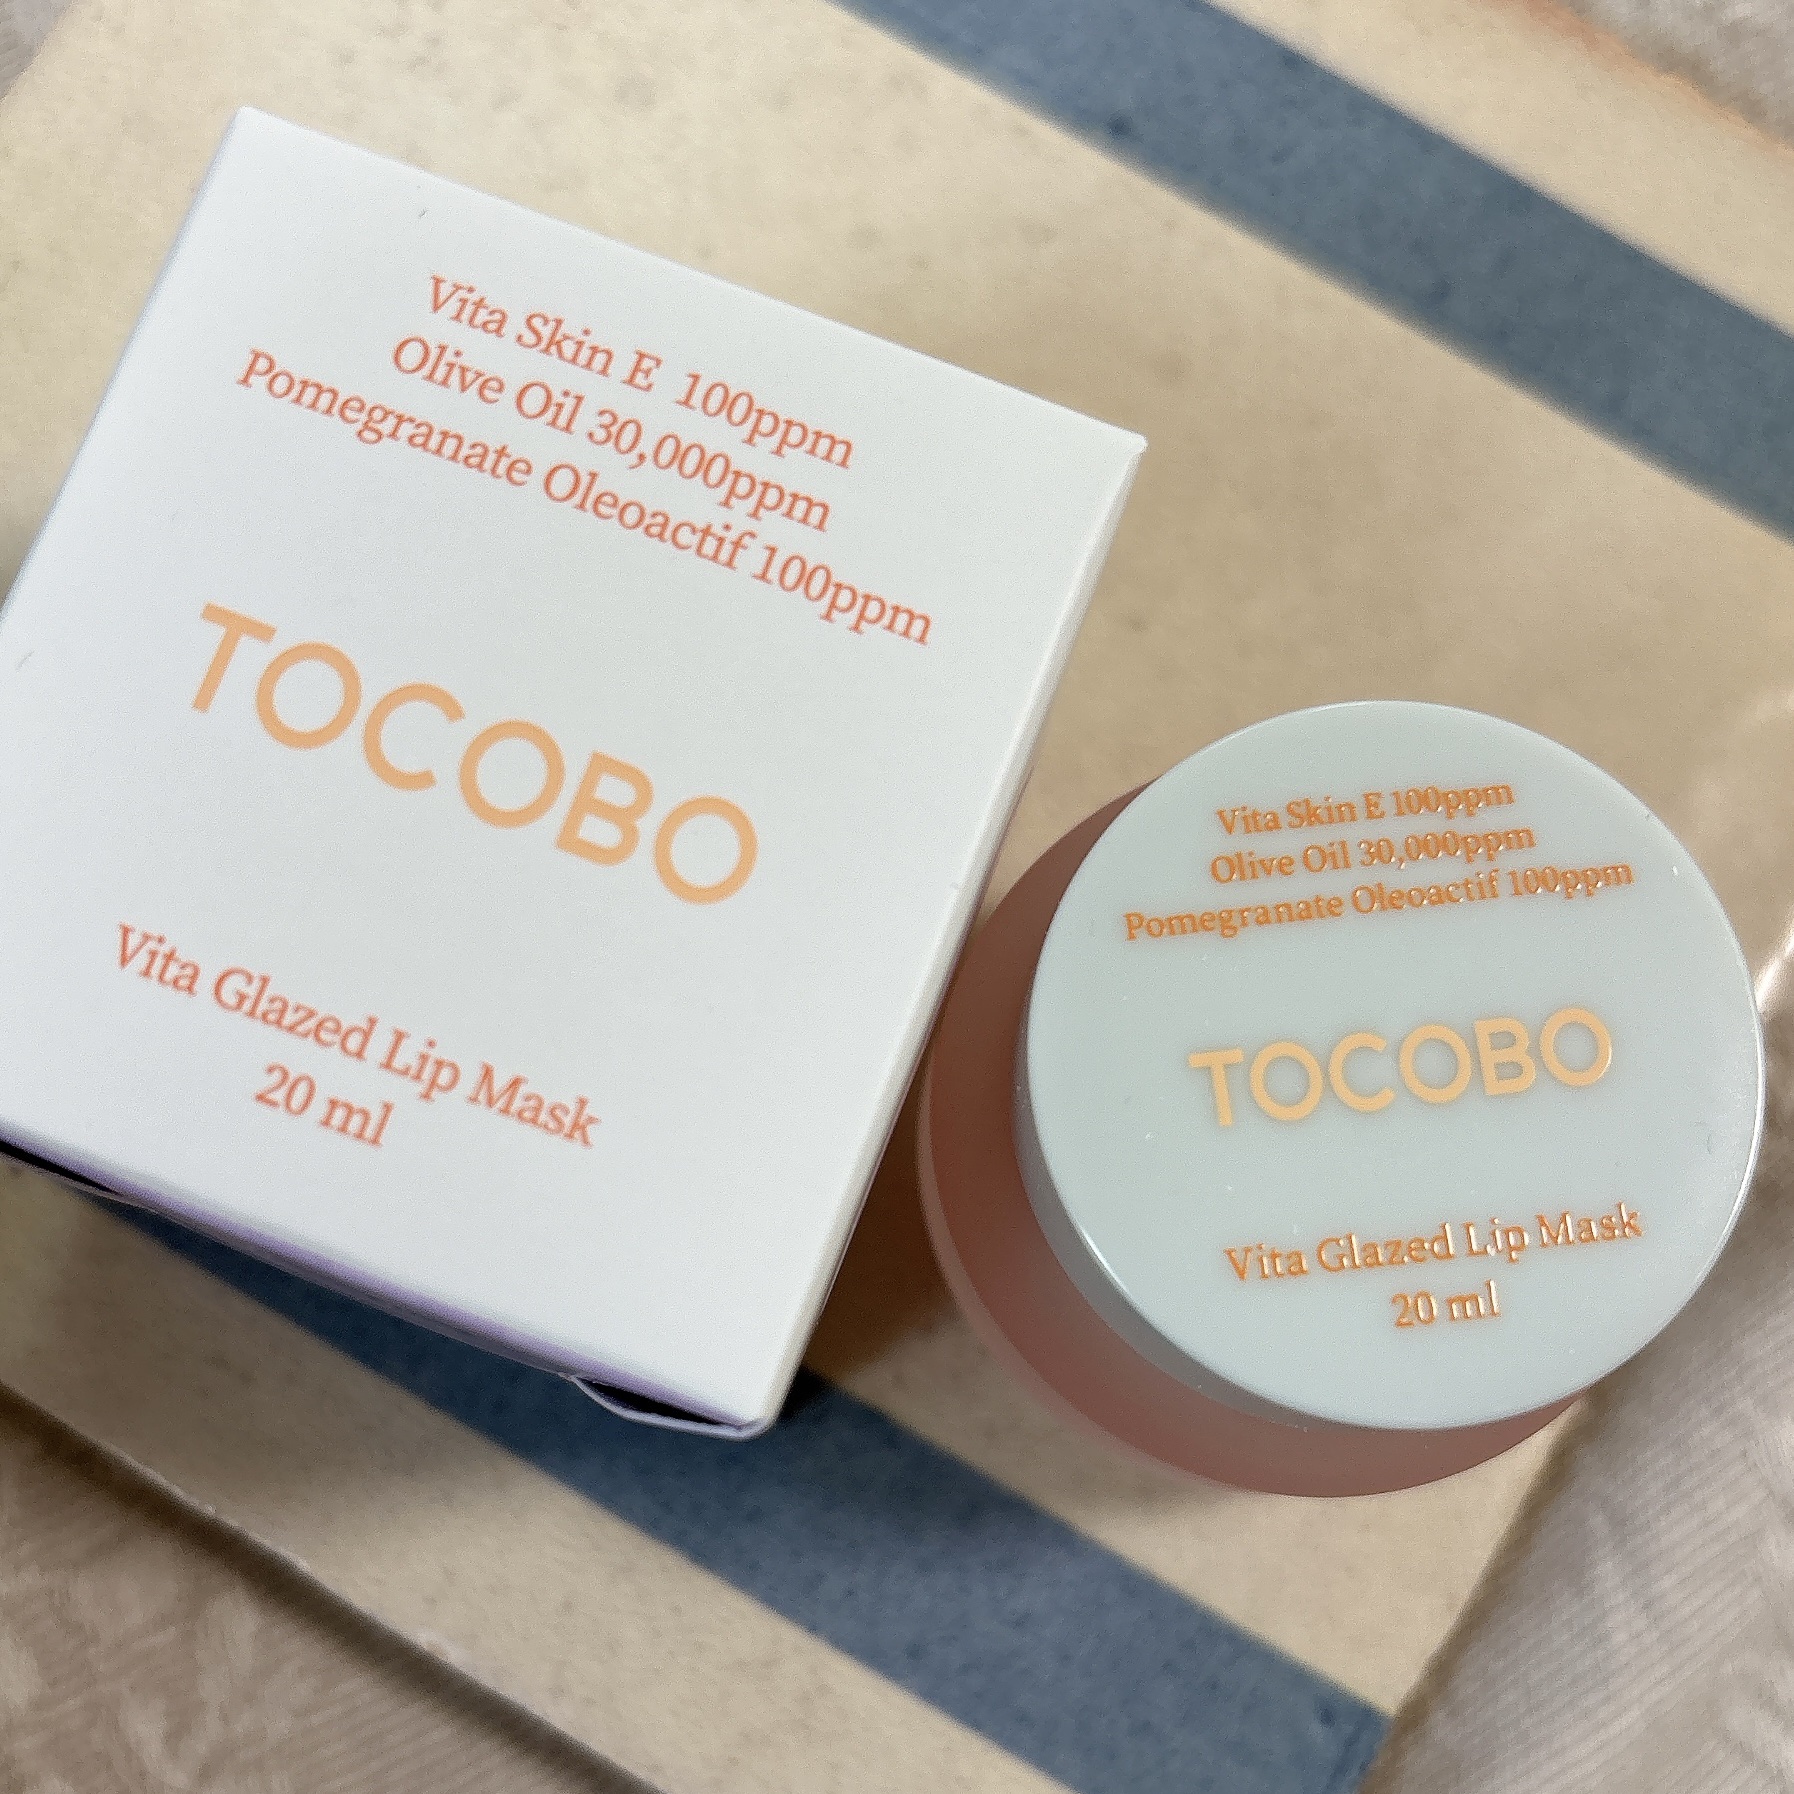 Vita Skin E 100ppm
Olive Oil 30,000ppm
Pomegranate Oleoactif 100ppm
TOCOBO
Vita Glazed Lip Mask
20 ml
Vita Skin E 100ppm
Olive Oil 30,000ppm
Pomegranate Oleoactif 100ppm
TOCOBO
Vita Glazed Lip Mask
20 ml